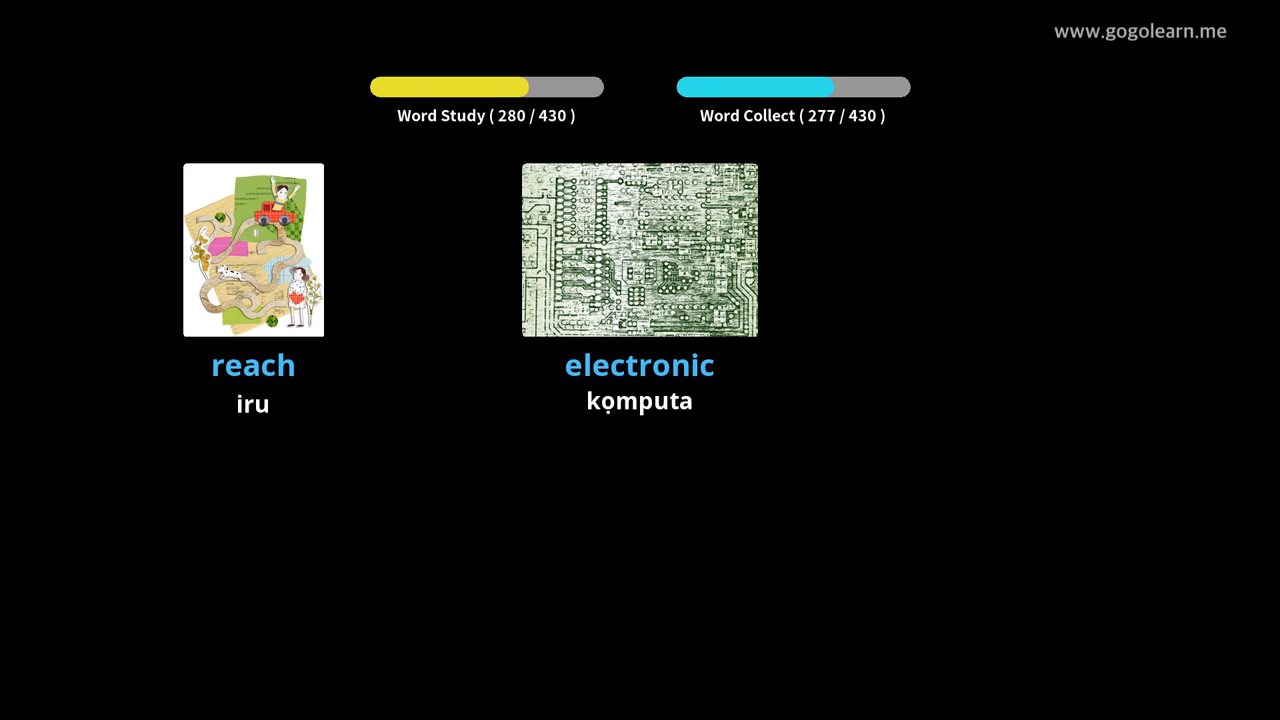 www.gogolearn.me
Word Study ( 280 / 430 )
Word Collect ( 277 / 430 )
reach
iru
electronic
kọmputa